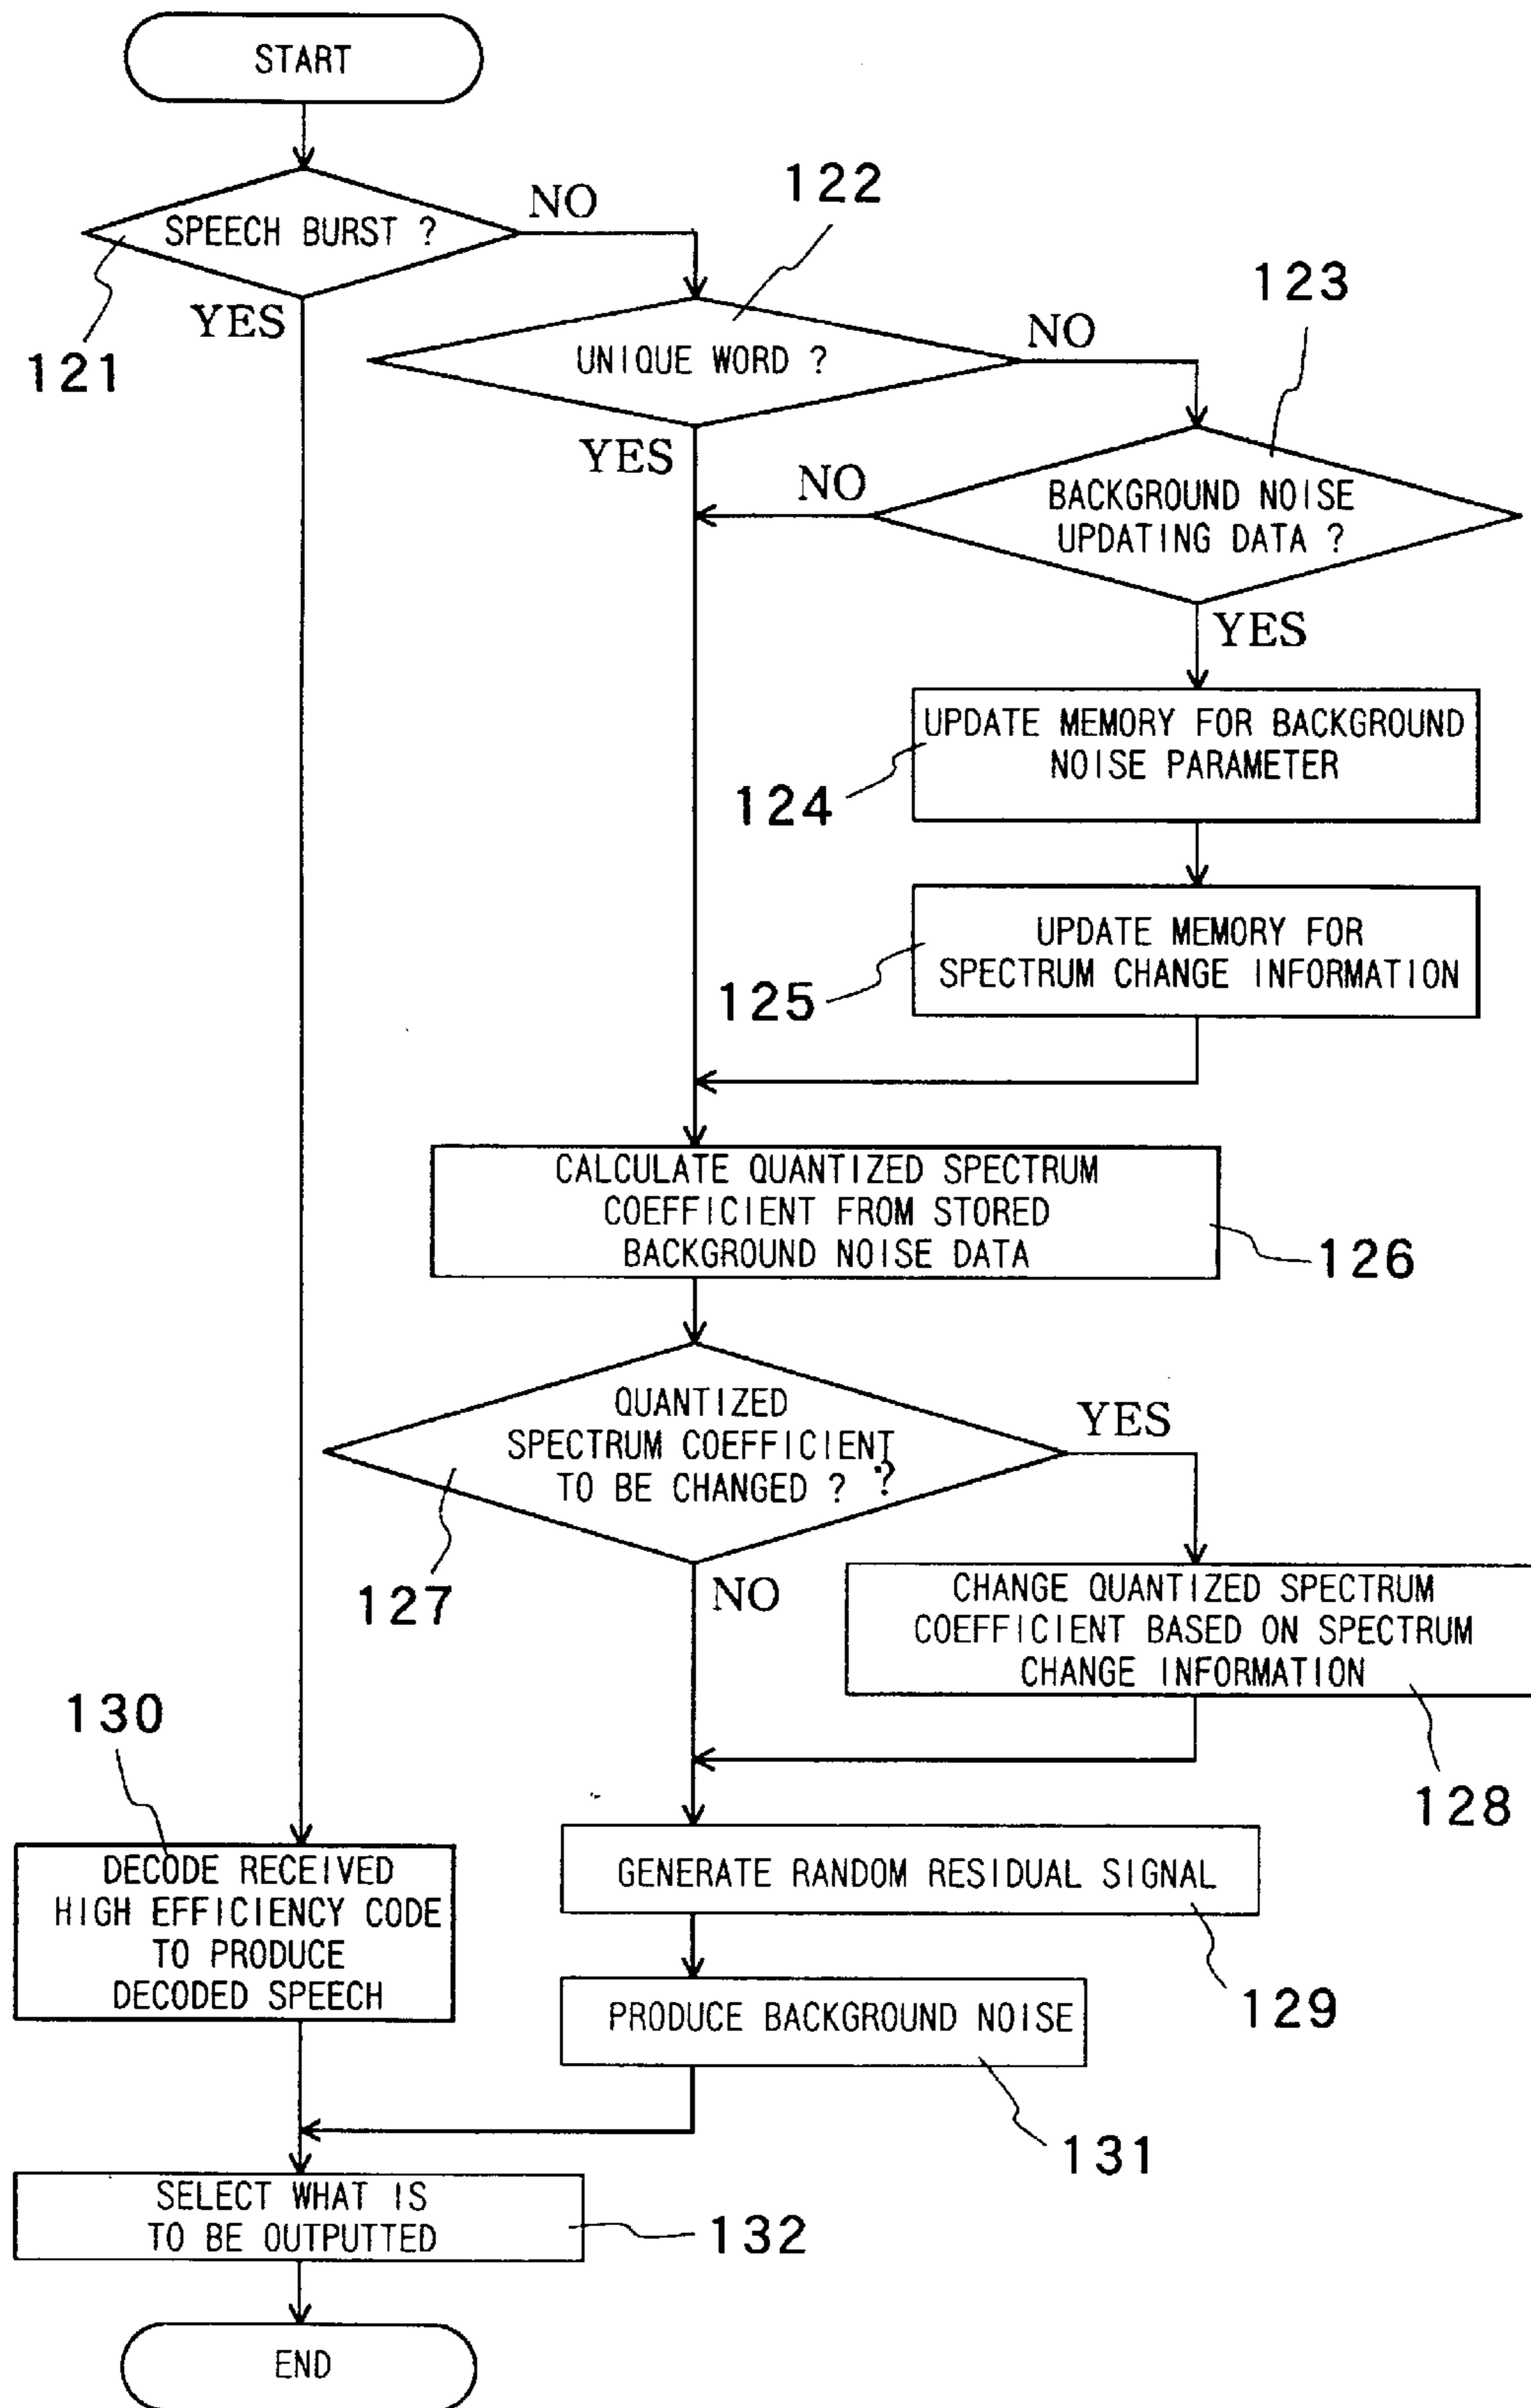 START
SPEECH BURST ?
NO
122
121
YES
UNIQUE WORD ?
NO
123
YES
NO
BACKGROUND NOISE
UPDATING DATA ?
YES
UPDATE MEMORY FOR BACKGROUND
NOISE PARAMETER
124
UPDATE MEMORY FOR
SPECTRUM CHANGE INFORMATION
125
CALCULATE QUANTIZED SPECTRUM
COEFFICIENT FROM STORED
BACKGROUND NOISE DATA
126
QUANTIZED
SPECTRUM COEFFICIENT
TO BE CHANGED ? ?
YES
127
NO
CHANGE QUANTIZED SPECTRUM
COEFFICIENT BASED ON SPECTRUM
CHANGE INFORMATION
128
130
DECODE RECEIVED
HIGH EFFICIENCY CODE
TO PRODUCE
DECODED SPEECH
GENERATE RANDOM RESIDUAL SIGNAL
129
PRODUCE BACKGROUND NOISE
131
SELECT WHAT IS
TO BE OUTPUTTED
132
END